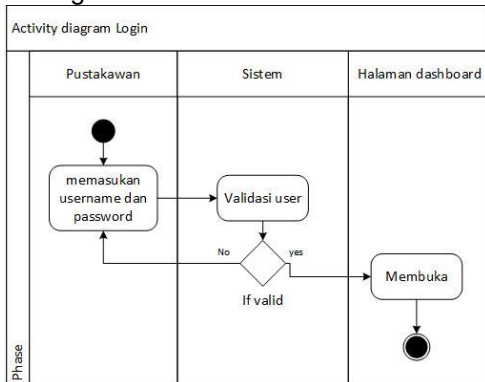 Activity diagram Login
Pustakawan
Sistem
Halaman dashboard
memasukan
username dan
password
Validasi user
No
yes
If valid
Membuka
Phase